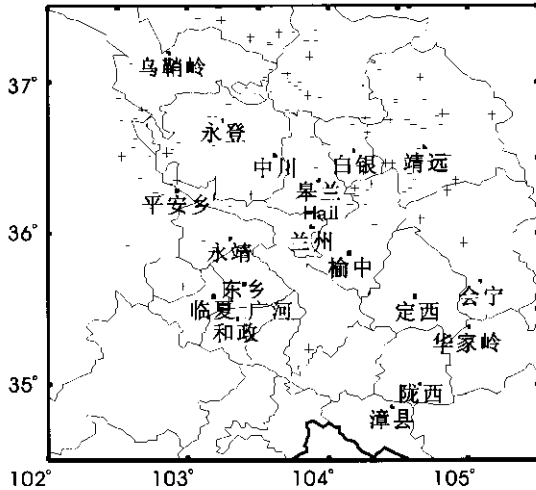 37°
乌鞘岭
永登
中川
白银
靖远
皋兰
平安乡
Hail
36°
兰州
永靖
榆中
东乡
会宁
临夏 广河
定西
和政
华家岭
35°
陇西
漳县
102° 103° 104° 105°